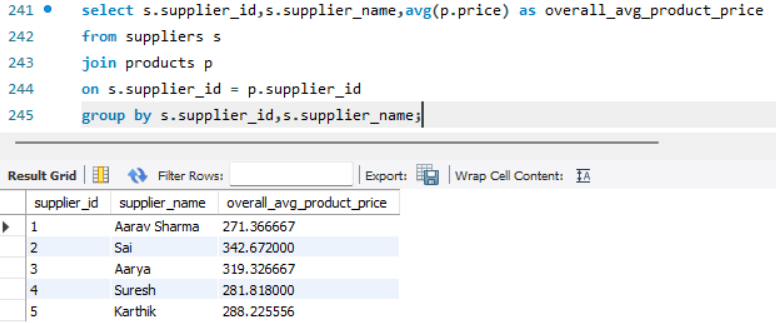 241 select s.supplier_id,s.supplier_name,avg(p.price) as overall_avg_product_price
242 from suppliers s
243 join products p
244 on s.supplier_id = p.supplier_id
245 group by s.supplier_id,s.supplier_name;
Result Grid Filter Rows: Export: Wrap Cell Content: IA
supplier_id supplier_name overall_avg_product_price
1 Aarav Sharma 271.366667
2 Sai 342.672000
3 Aarya 319.326667
4 Suresh 281.818000
5 Karthik 288.225556